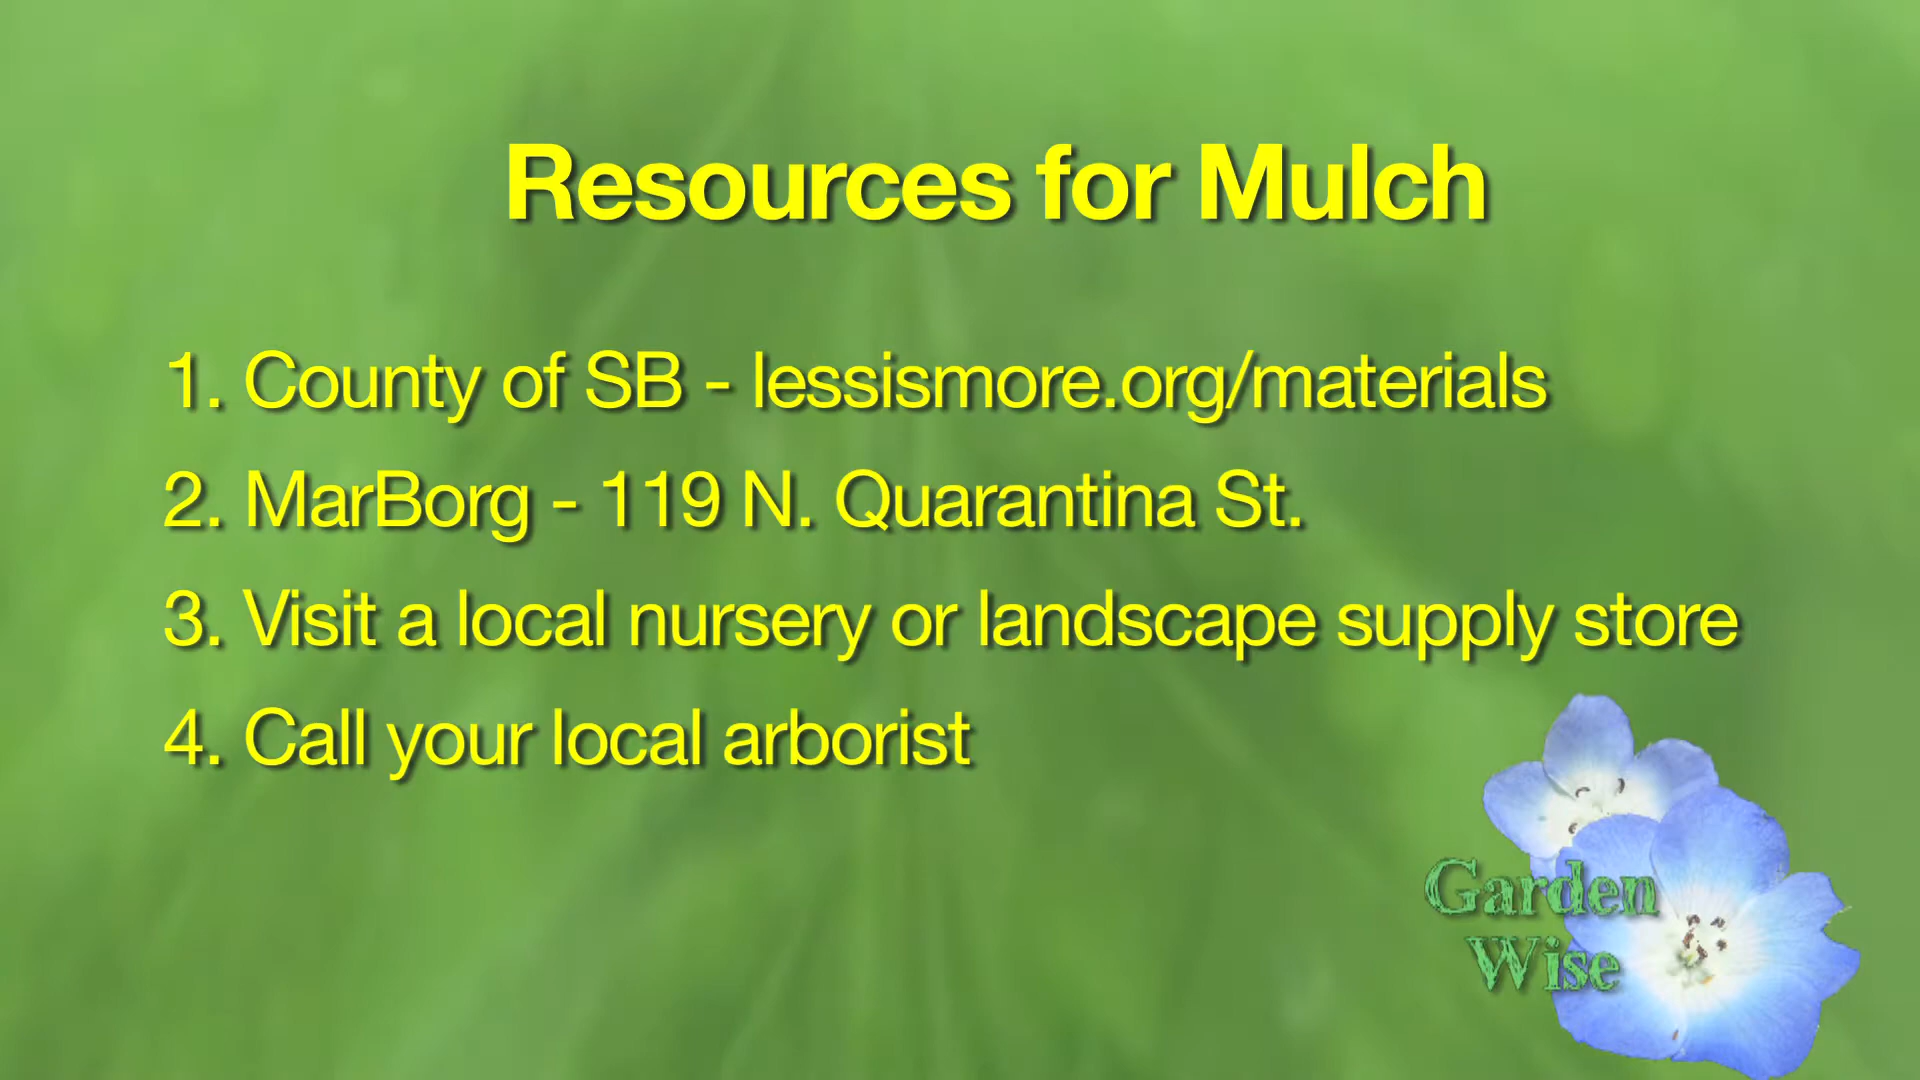 Resources for Mulch
1. County of SB - lessismore.org/materials
2. MarBorg - 119 N. Quarantina St.
3. Visit a local nursery or landscape supply store
4. Call your local arborist
Garden
Wise